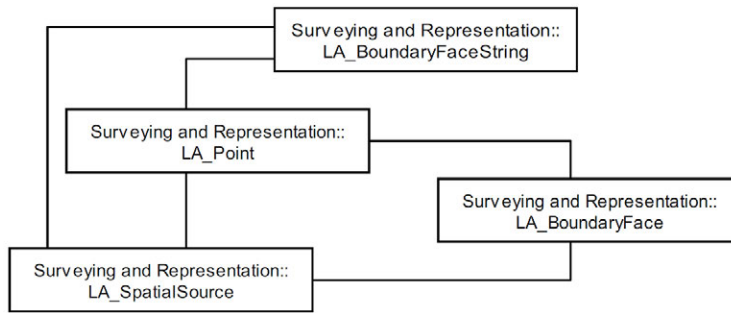 Surveying and Representation::
LA_BoundaryFaceString
Surveying and Representation::
LA_Point
Surveying and Representation::
LA_BoundaryFace
Surveying and Representation::
LA_SpatialSource